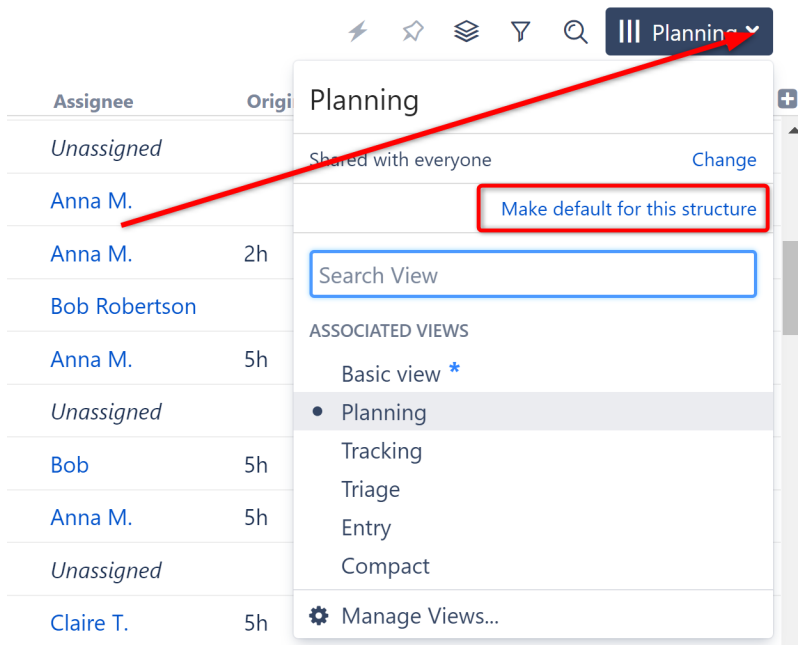 Planning
Assignee Origi
Planning
Unassigned
Shared with everyone Change
Anna M.
Make default for this structure
Anna M. 2h
Search View
Bob Robertson
ASSOCIATED VIEWS
Anna M. 5h
Basic view *
Unassigned
Planning
Tracking
Bob 5h
Triage
Anna M. 5h
Entry
Unassigned
Compact
Claire T. 5h
Manage Views...